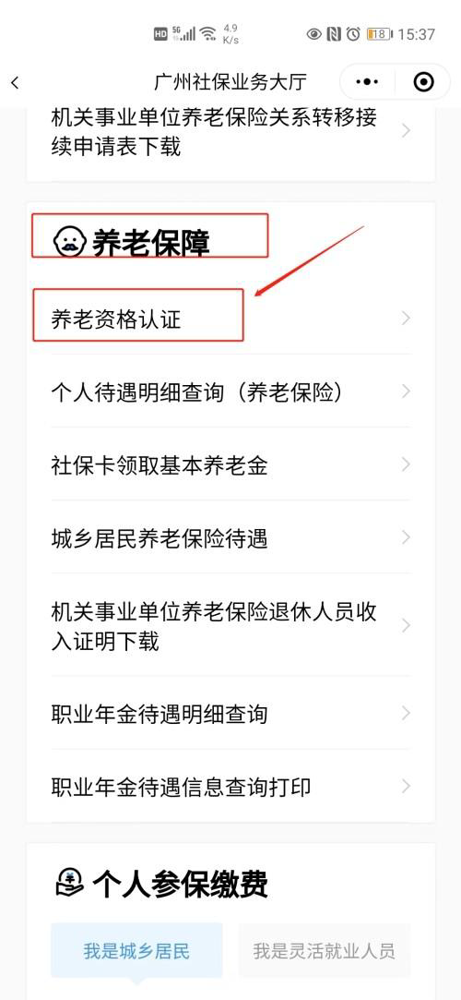 HD 5G 4.9 K/s 18 15:37
广州社保业务大厅
机关事业单位养老保险关系转移接
续申请表下载
养老保障
养老资格认证
个人待遇明细查询（养老保险）
社保卡领取基本养老金
城乡居民养老保险待遇
机关事业单位养老保险退休人员收
入证明下载
职业年金待遇明细查询
职业年金待遇信息查询打印
个人参保缴费
我是城乡居民
我是灵活就业人员